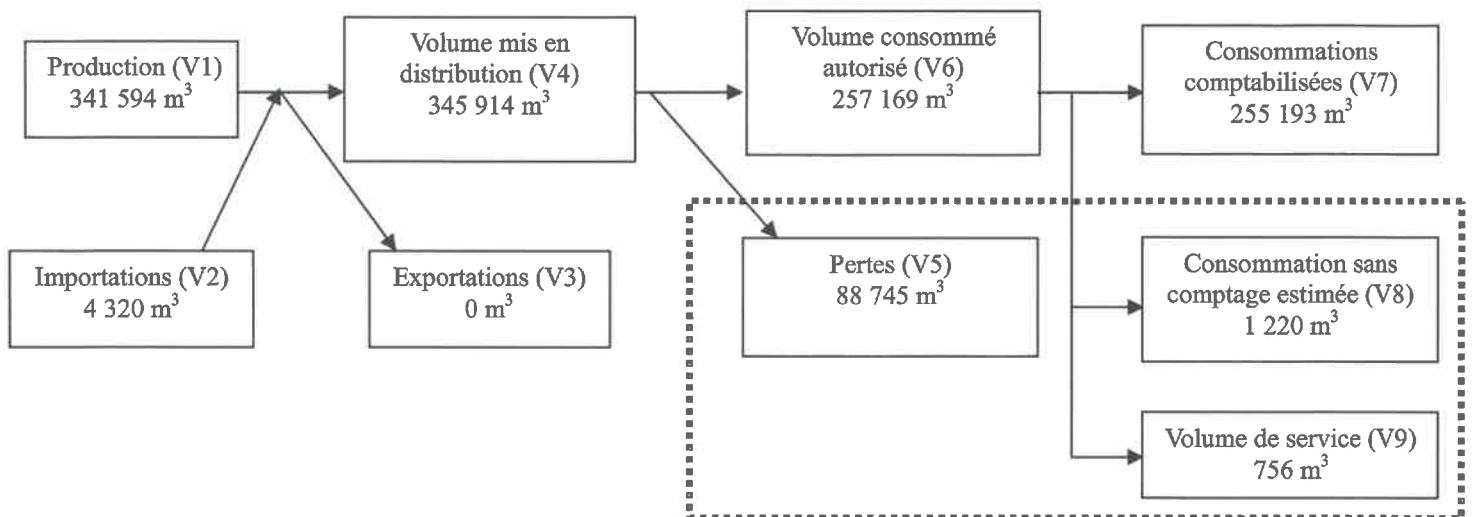 Production (V1)
341 594 m³
Volume mis en
distribution (V4)
345 914 m³
Volume consommé
autorisé (V6)
257 169 m³
Consommations
comptabilisées (V7)
255 193 m³
Importations (V2)
4 320 m³
Exportations (V3)
0 m³
Pertes (V5)
88 745 m³
Consommation sans
comptage estimée (V8)
1 220 m³
Volume de service (V9)
756 m³